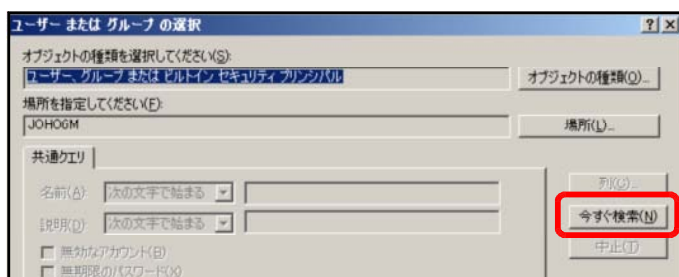 ユーザー または グループ の選択
オブジェクトの種類を選択してください(S):
ユーザー、グループ または ビルトイン セキュリティ プリンシパル
オブジェクトの種類(O)...
場所を指定してください(F):
JOHOGM
場所(L)...
共通クエリ
名前(A):
次の文字で始まる
列(C)...
説明(D):
次の文字で始まる
今すぐ検索(N)
無効なアカウント(B)
中止(T)
無期限のパスワード(X)